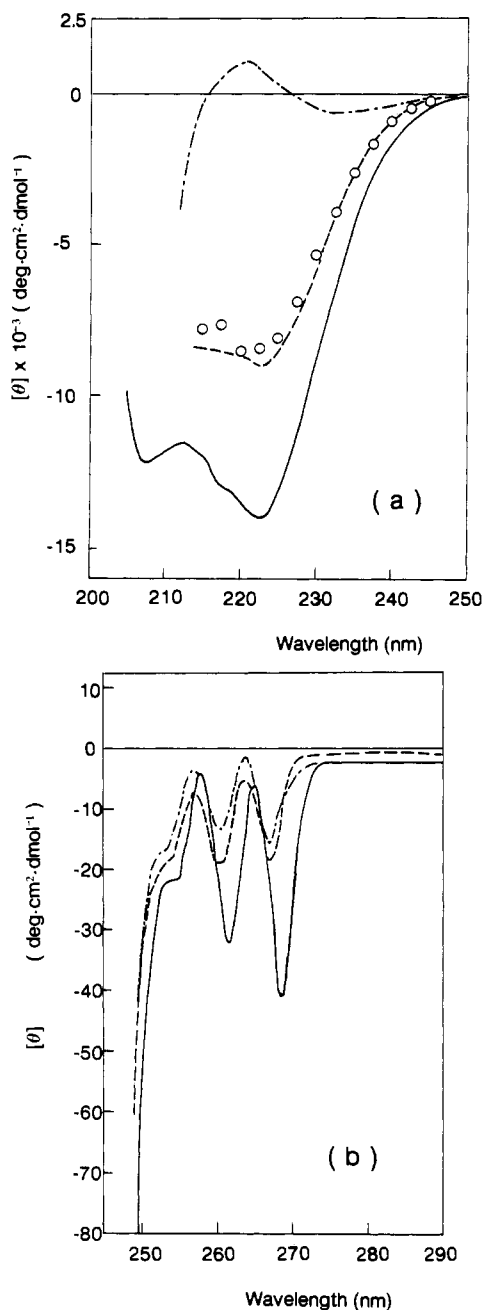 2.5
0
-5
-10
-15
[θ] x 10⁻³ ( deg·cm²·dmol⁻¹)
( a )
200 210 220 230 240 250
Wavelength (nm)
10
0
-10
-20
-30
-40
-50
-60
-70
-80
[θ] ( deg·cm²·dmol⁻¹)
( b )
250 260 270 280 290
Wavelength (nm)